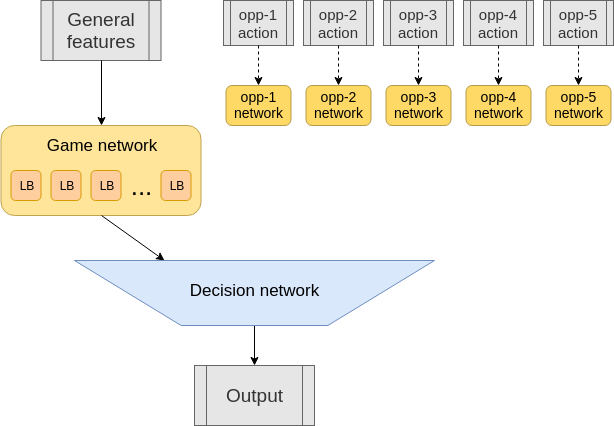 General
features
opp-1
action
opp-2
action
opp-3
action
opp-4
action
opp-5
action
opp-1
network
opp-2
network
opp-3
network
opp-4
network
opp-5
network
Game network
LB
LB
LB
...
LB
Decision network
Output